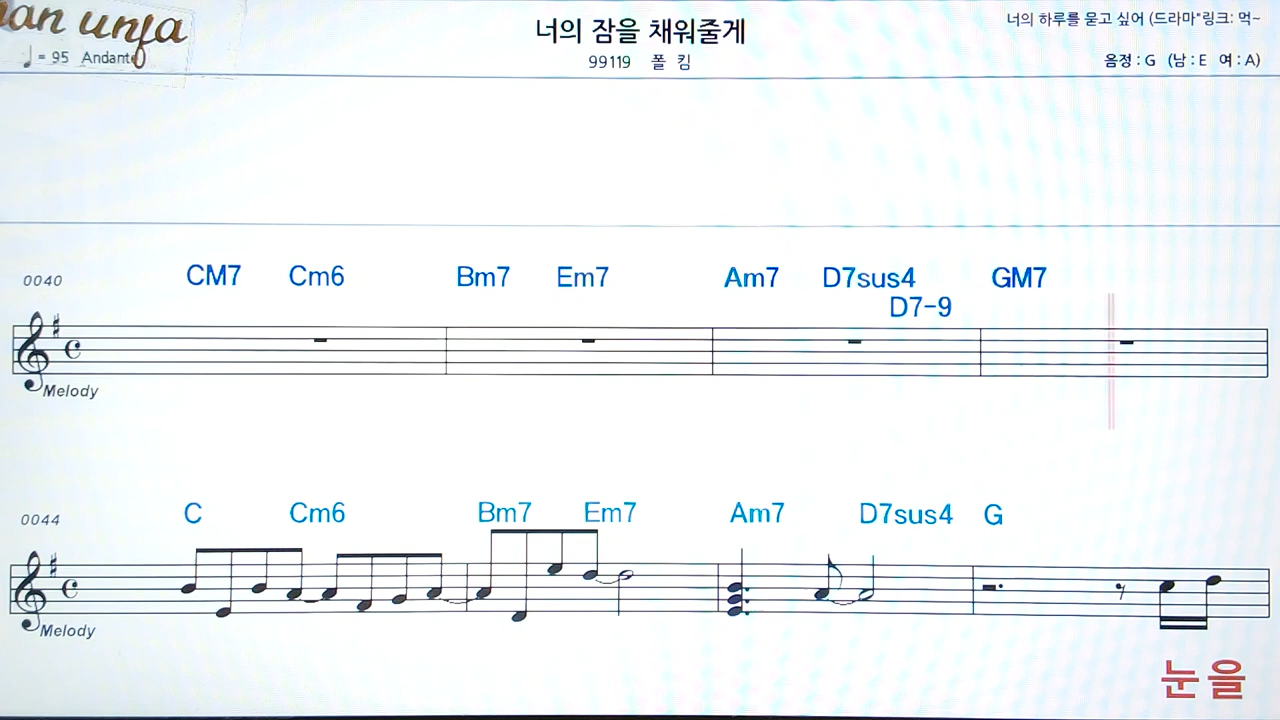 너의 잠을 채워줄게
너의 하루를 묻고 싶어 (드라마"링크: 먹~
♩ = 95 Andante
99119 폴 킴
음정 : G (남 : E 여 : A)
0040
CM7 Cm6 Bm7 Em7 Am7 D7sus4 GM7
D7-9
Melody
0044
C Cm6 Bm7 Em7 Am7 D7sus4 G
Melody
눈을